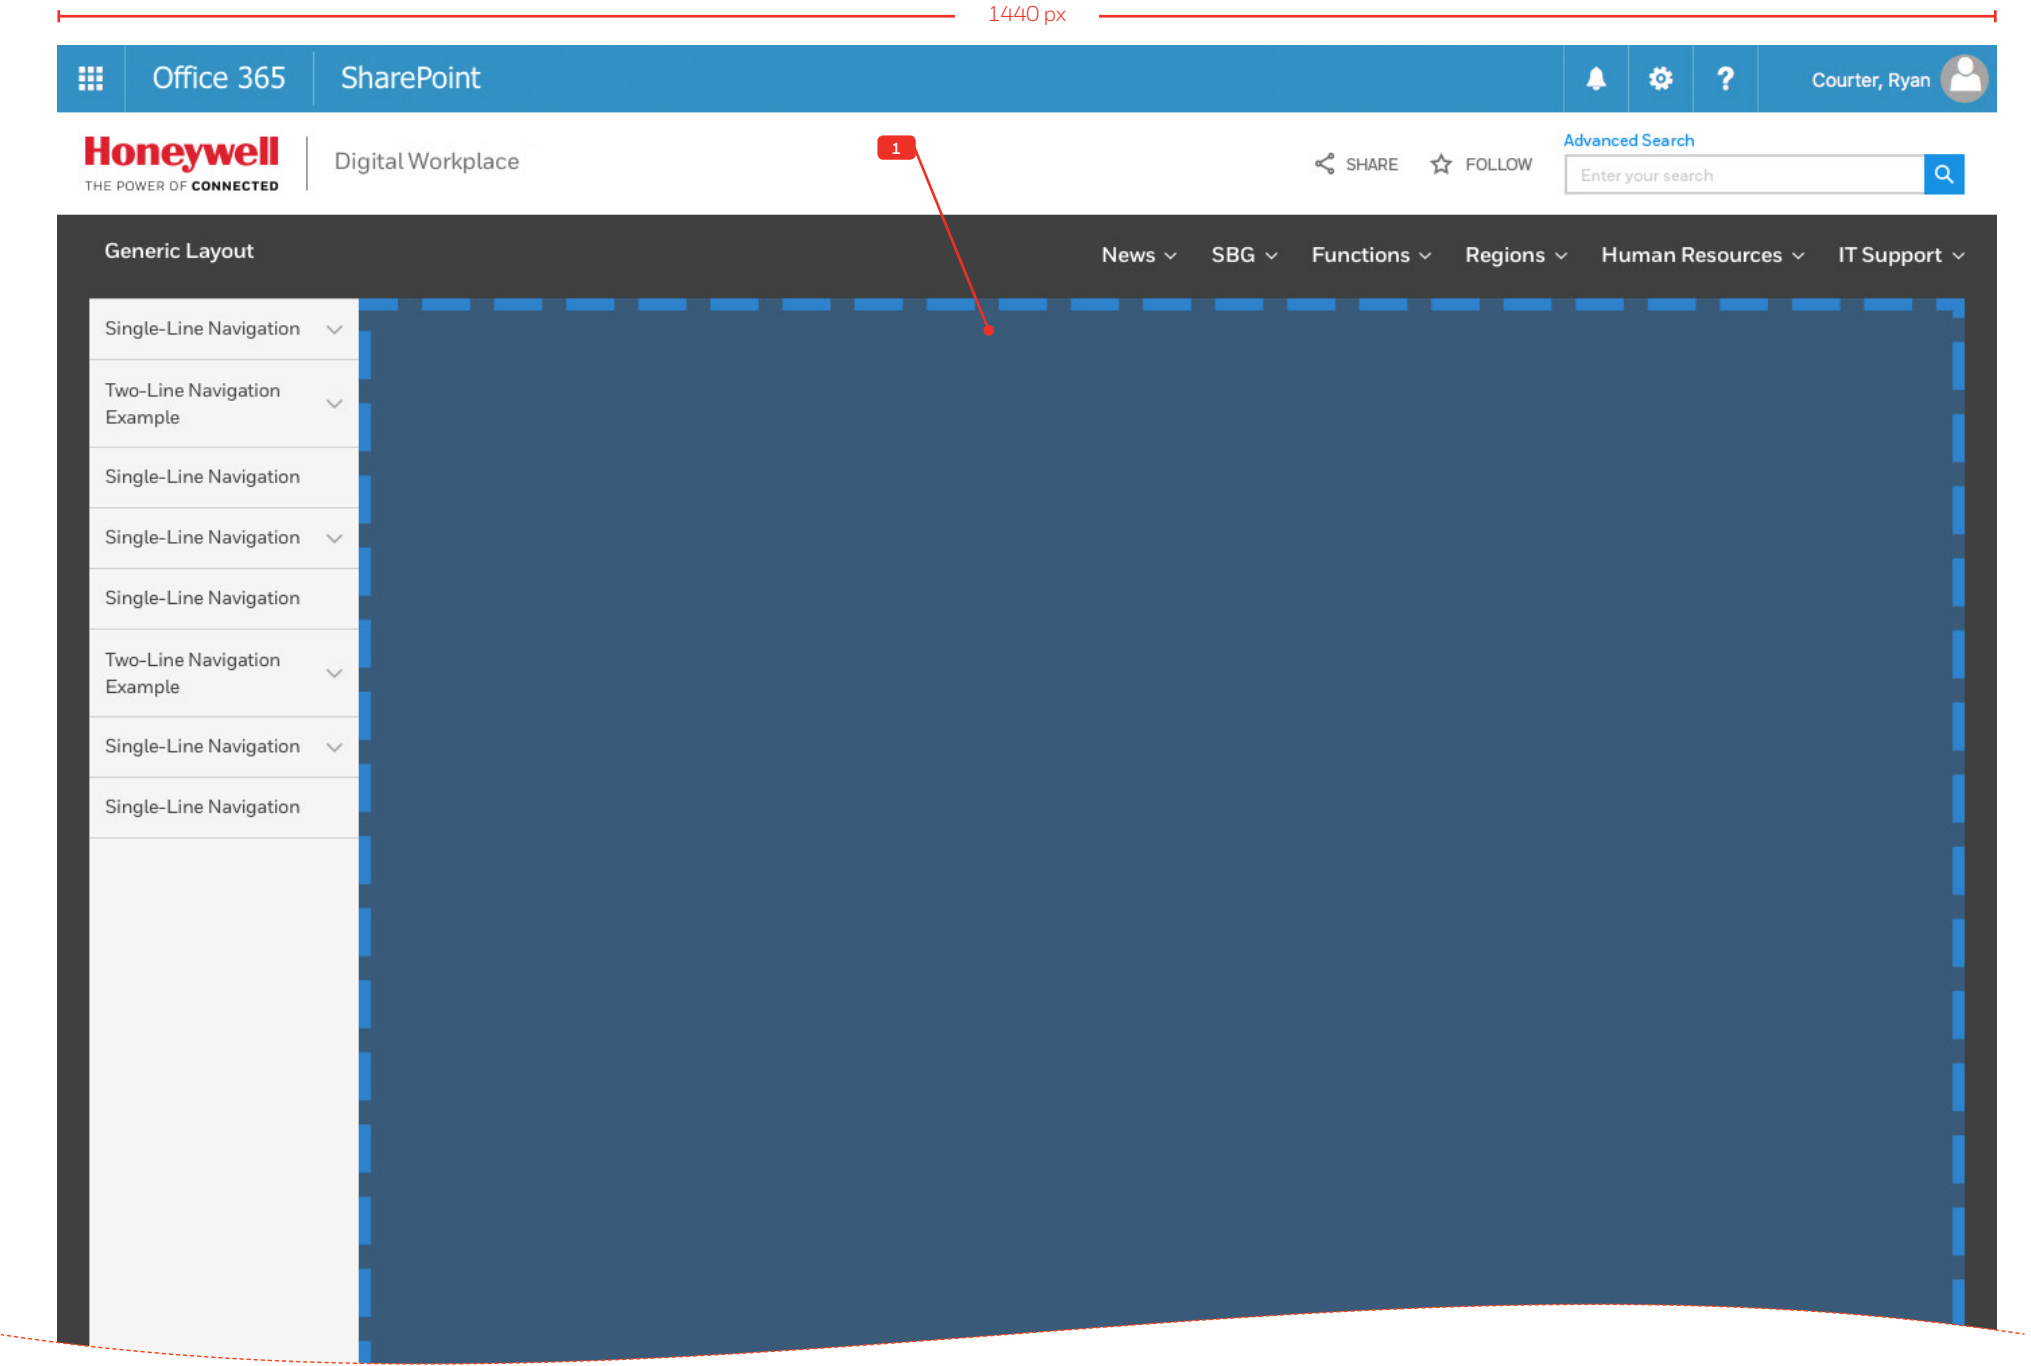 1440 px
Office 365
SharePoint
Courter, Ryan
Honeywell
THE POWER OF CONNECTED
Digital Workplace
1
SHARE
FOLLOW
Advanced Search
Enter your search
Generic Layout
News
SBG
Functions
Regions
Human Resources
IT Support
Single-Line Navigation
Two-Line Navigation
Example
Single-Line Navigation
Single-Line Navigation
Single-Line Navigation
Two-Line Navigation
Example
Single-Line Navigation
Single-Line Navigation